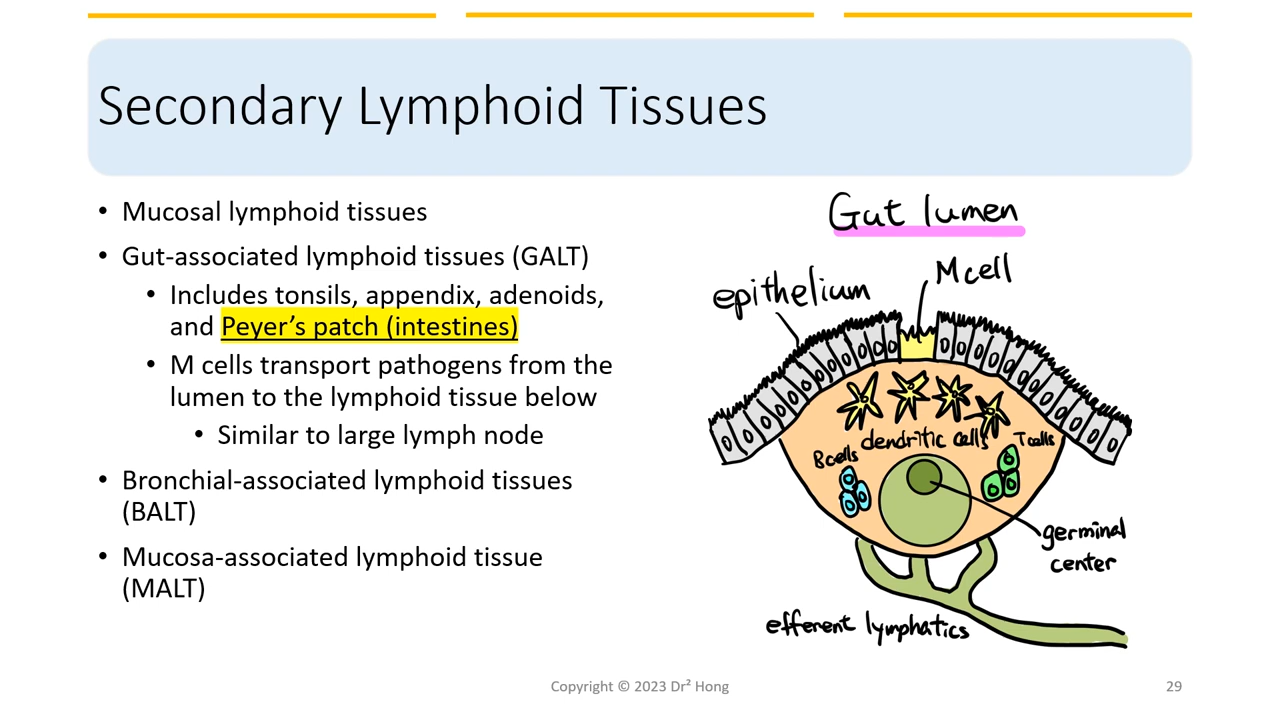 Secondary Lymphoid Tissues
• Mucosal lymphoid tissues
• Gut-associated lymphoid tissues (GALT)
• Includes tonsils, appendix, adenoids,
and Peyer’s patch (intestines)
• M cells transport pathogens from the
lumen to the lymphoid tissue below
• Similar to large lymph node
• Bronchial-associated lymphoid tissues
(BALT)
• Mucosa-associated lymphoid tissue
(MALT)
Gut lumen
M cell
epithelium
dendritic cells
T cells
B cells
germinal
center
efferent lymphatics
Copyright © 2023 Dr² Hong
29